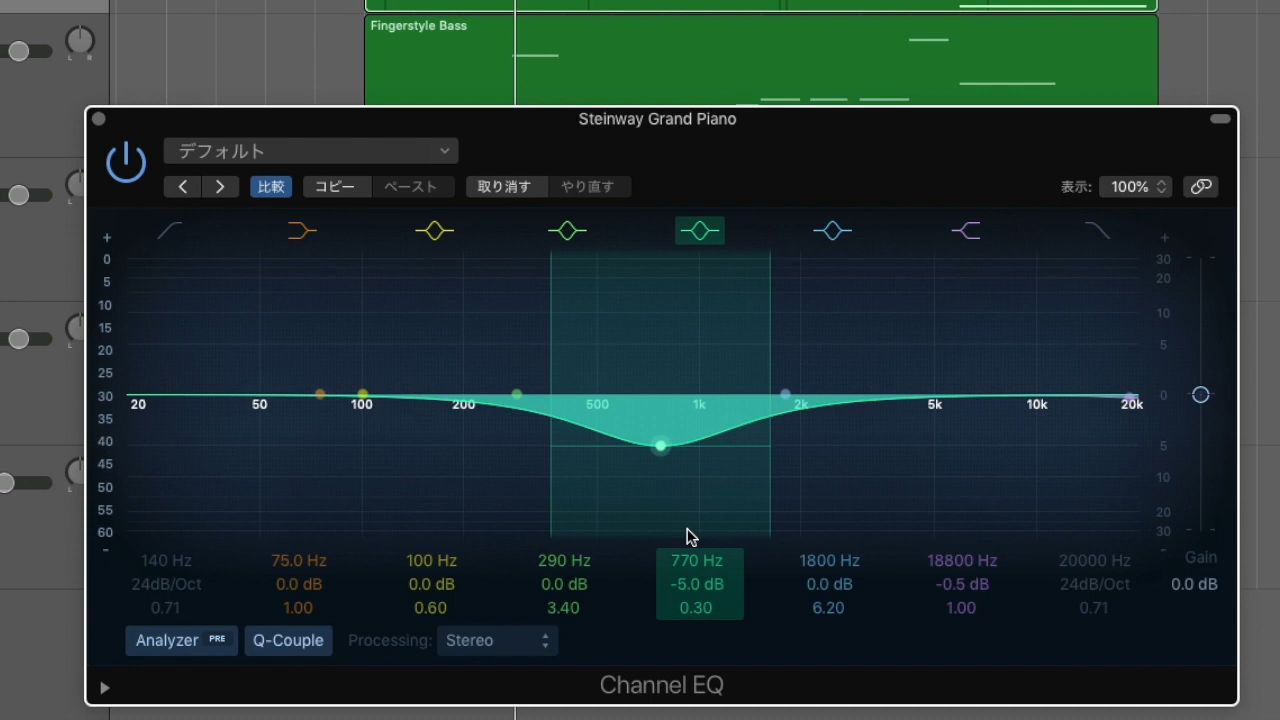 Fingerstyle Bass
Steinway Grand Piano
デフォルト
比較 コピー ペースト 取り消す やり直す 表示: 100%
+ +
0 30
5 20
10 10
15
20 5
25
30 20 50 100 200 500 1k 2k 5k 10k 20k 0
35
40
45 5
50 10
55 20
60 30
- -
140 Hz 75.0 Hz 100 Hz 290 Hz 770 Hz 1800 Hz 18800 Hz 20000 Hz Gain
24dB/Oct 0.0 dB 0.0 dB 0.0 dB -5.0 dB 0.0 dB -0.5 dB 24dB/Oct 0.0 dB
0.71 1.00 0.60 3.40 0.30 6.20 1.00 0.71
Analyzer PRE Q-Couple Processing: Stereo
Channel EQ